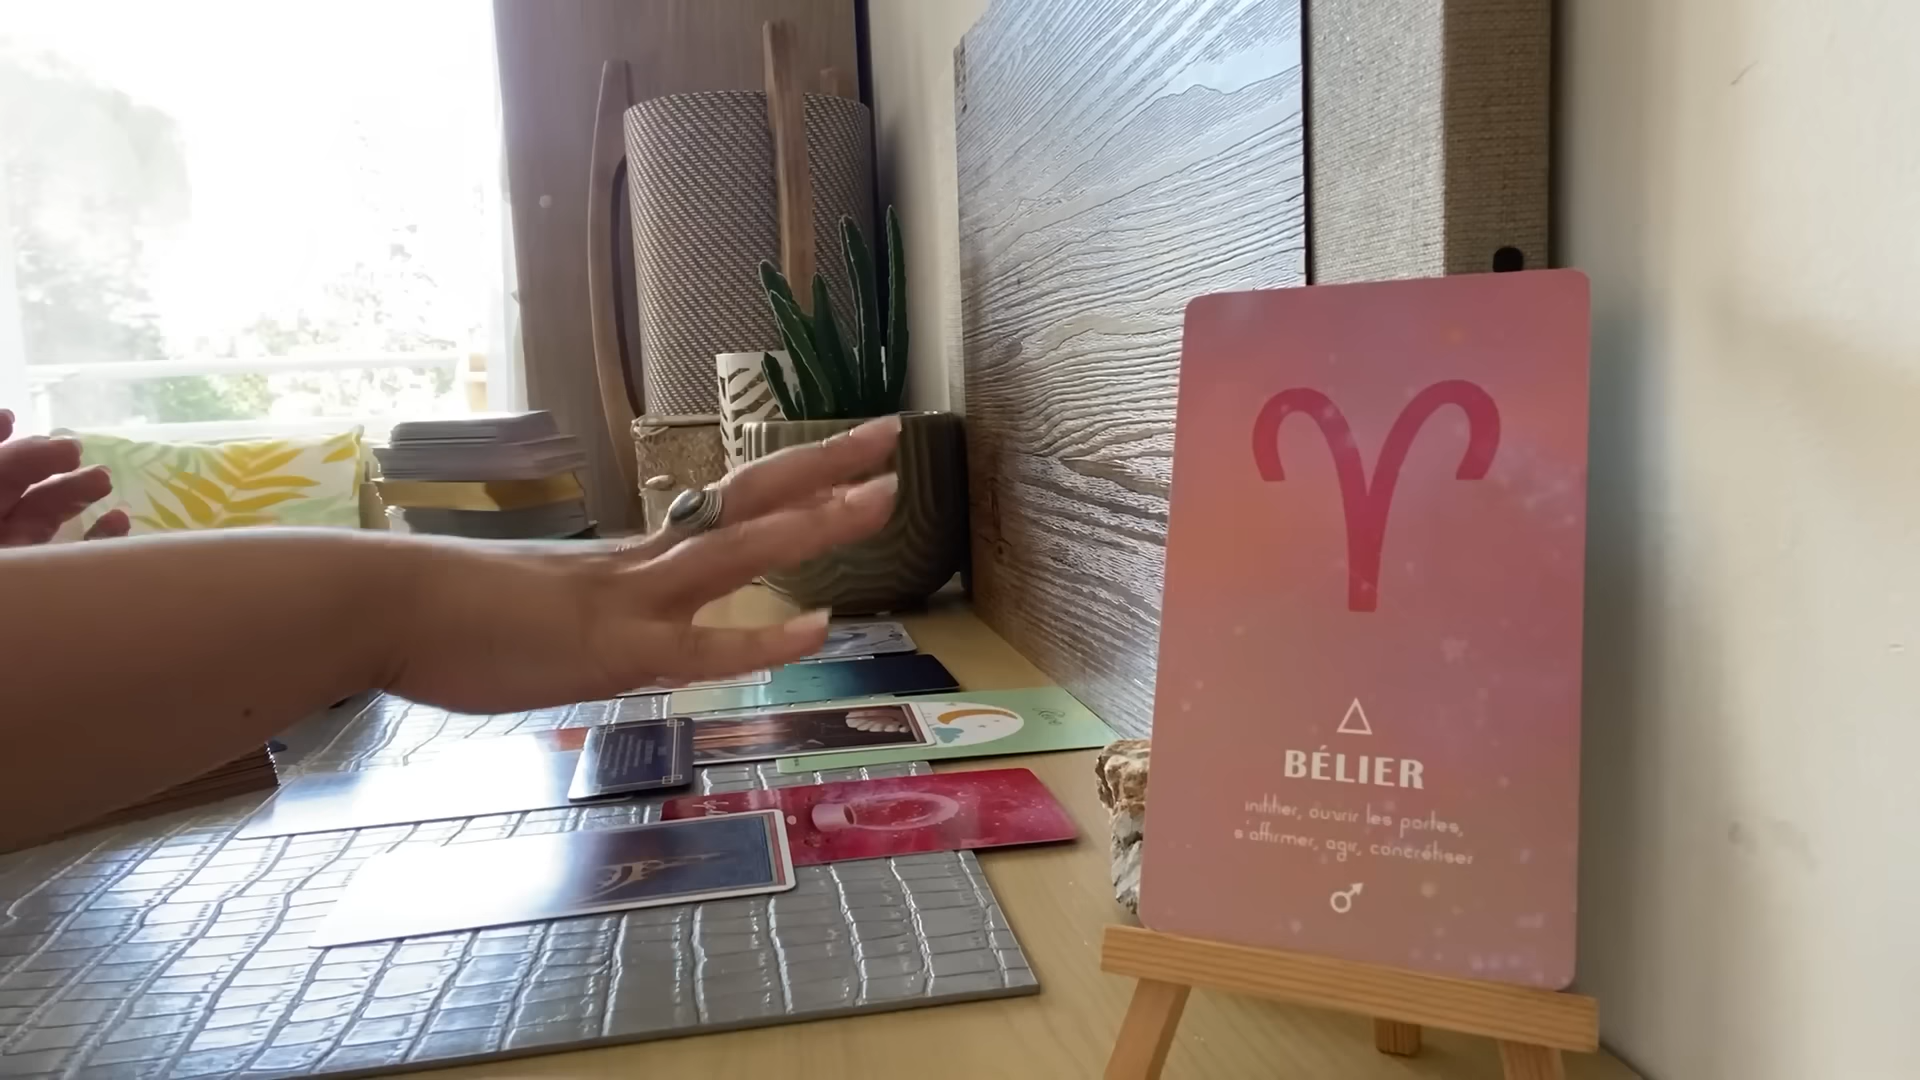 BÉLIER
initier, ouvrir les portes,
s'affirmer, agir, concrétiser